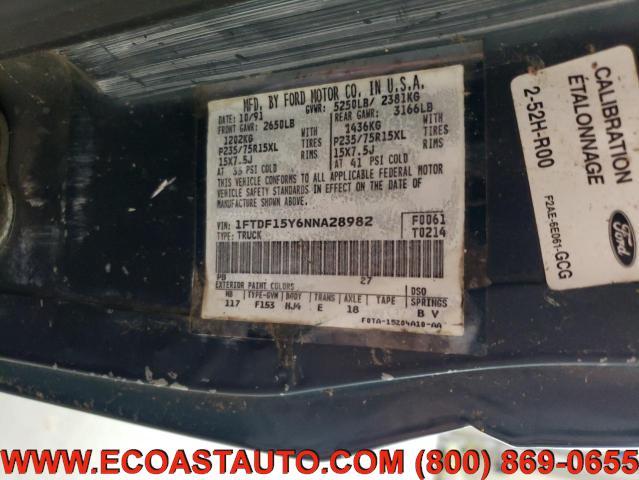 MFD. BY FORD MOTOR CO. IN U.S.A.
DATE: 10/91 GVWR: 5250LB/ 2381KG
FRONT GAWR: 2650LB REAR GAWR: 3166LB
1202KG WITH 1436KG WITH
P235/75R15XL TIRES P235/75R15XL TIRES
15X7.5J RIMS 15X7.5J RIMS
AT 35 PSI COLD AT 41 PSI COLD
THIS VEHICLE CONFORMS TO ALL APPLICABLE FEDERAL MOTOR
VEHICLE SAFETY STANDARDS IN EFFECT ON THE DATE OF
MANUFACTURE SHOWN ABOVE.
VIN: 1FTDF15Y6NNA28982 F0061
TYPE: TRUCK T0214
PB 27
EXTERIOR PAINT COLORS DSO
WB TYPE-GVW BODY TRANS AXLE TAPE SPRINGS
117 F153 HJ4 E 18 B V
F0TA-15204A10-AA
CALIBRATION
ÉTALONNAGE
2-52H-R00
F2AE-6E061-GCG
Ford
WWW.ECOASTAUTO.COM (800) 869-0655